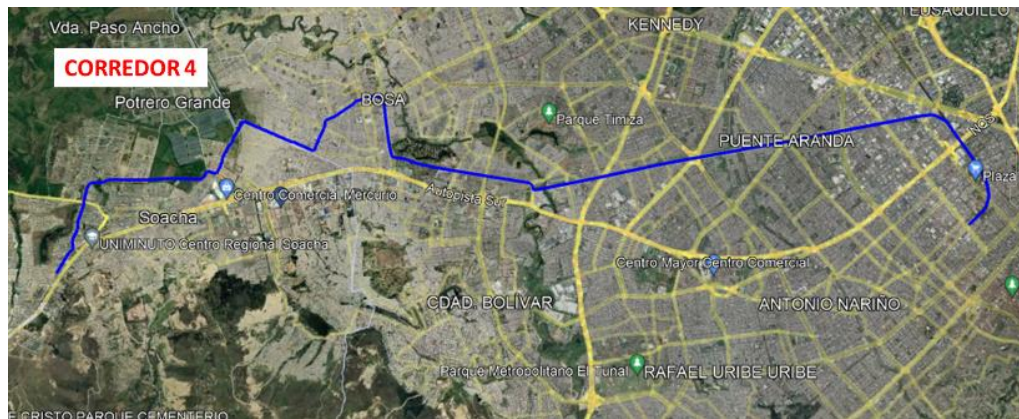 TEUSAQUILLO
KENNEDY
Vda. Paso Ancho
CORREDOR 4
Potrero Grande
BOSA
Parque Timiza
NQS
PUENTE ARANDA
Plaza
Centro Comercial Mercurio
Autopista Sur
Soacha
UNIMINUTO Centro Regional Soacha
Centro Mayor Centro Comercial
CDAD. BOLÍVAR
ANTONIO NARIÑO
Parque Metropolitano El Tunal
RAFAEL URIBE URIBE
E CRISTO PARQUE CEMENTERIO